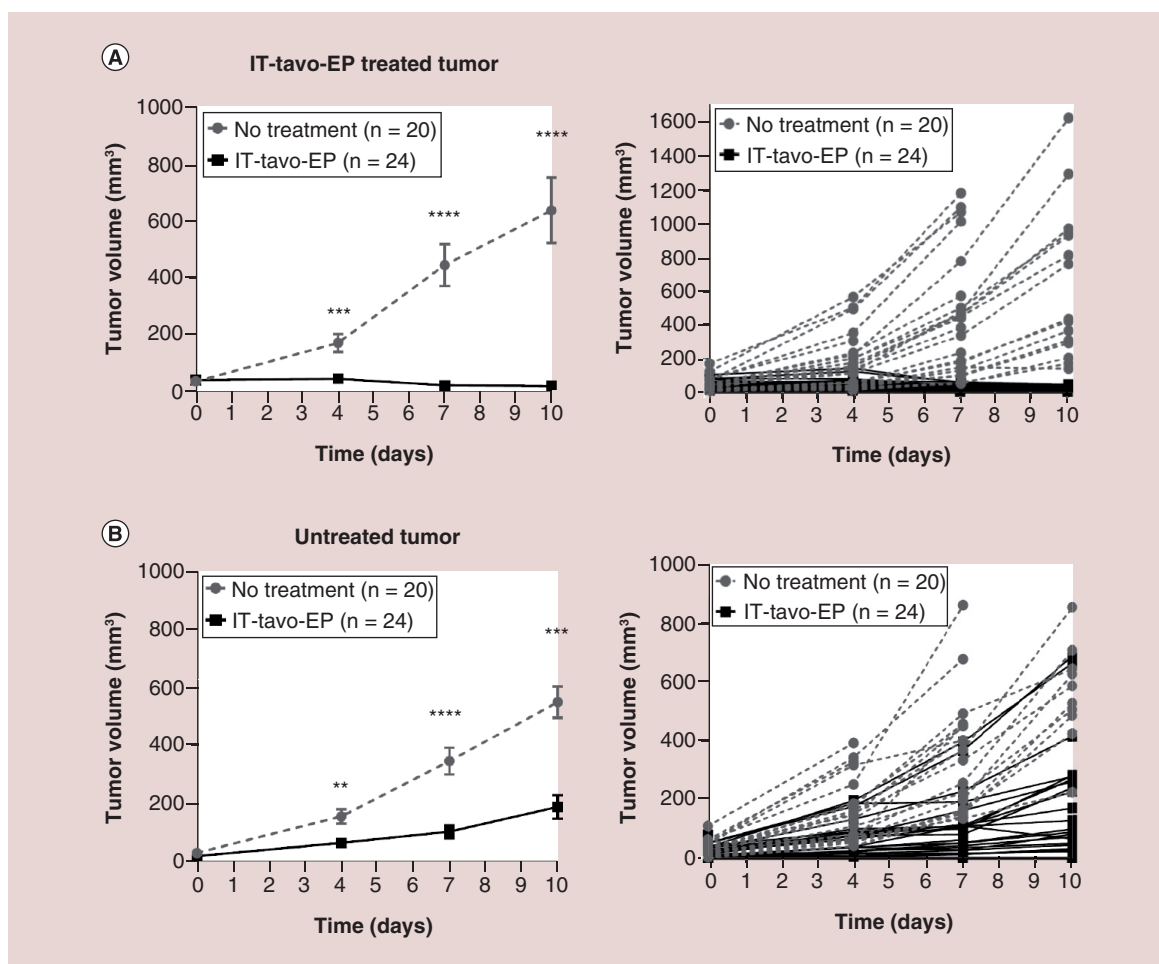 A
IT-tavo-EP treated tumor
1000
800
600
400
200
0
Tumor volume (mm³)
No treatment (n = 20)
IT-tavo-EP (n = 24)
***
****
****
0 1 2 3 4 5 6 7 8 9 10
Time (days)
1600
1400
1200
1000
800
600
400
200
0
Tumor volume (mm³)
No treatment (n = 20)
IT-tavo-EP (n = 24)
0 1 2 3 4 5 6 7 8 9 10
Time (days)
B
Untreated tumor
1000
800
600
400
200
0
Tumor volume (mm³)
No treatment (n = 20)
IT-tavo-EP (n = 24)
**
****
***
0 1 2 3 4 5 6 7 8 9 10
Time (days)
1000
800
600
400
200
0
Tumor volume (mm³)
No treatment (n = 20)
IT-tavo-EP (n = 24)
0 1 2 3 4 5 6 7 8 9 10
Time (days)